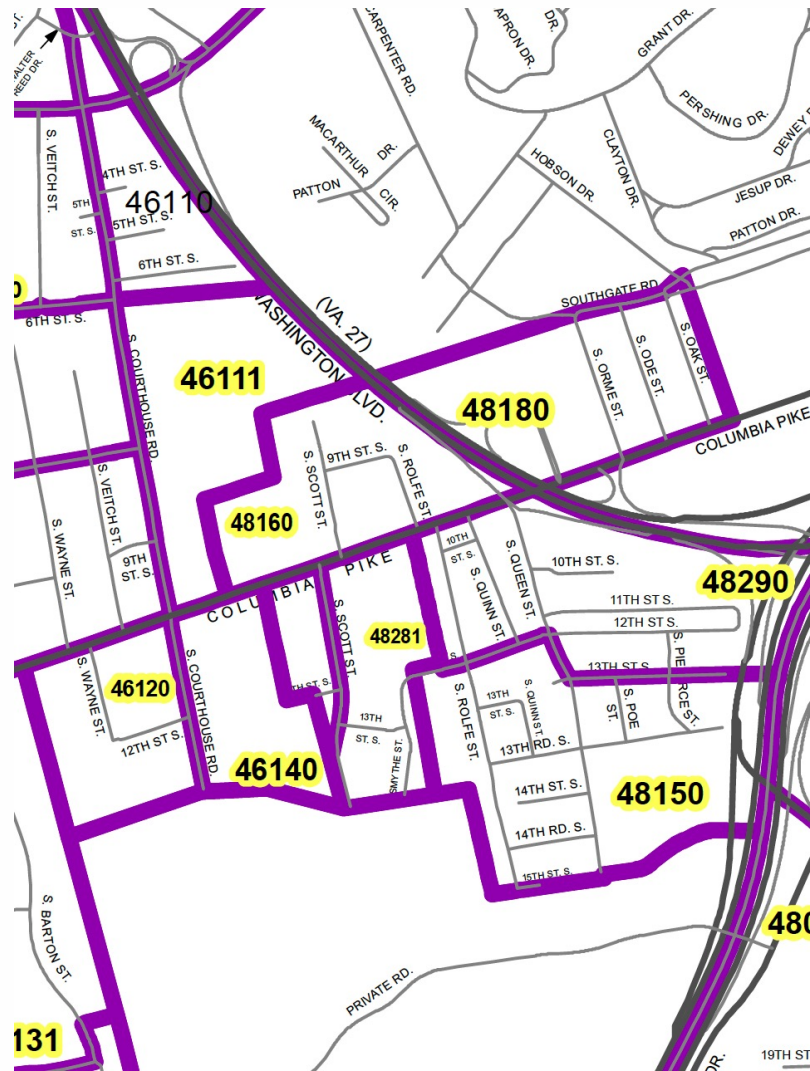 ST.
WALTER
REED DR.
CARPENTER RD.
CAPRON DR.
DR.
GRANT DR.
PERSHING DR.
DEWEY
CLAYTON DR.
HOBSON DR.
JESUP DR.
PATTON DR.
MACARTHUR
DR.
PATTON
CIR.
S. VEITCH ST.
4TH ST. S.
46110
5TH
ST. S.
5TH ST. S.
6TH ST. S.
0
6TH ST. S.
(VA. 27)
WASHINGTON BLVD.
SOUTHGATE RD.
S. COURTHOUSE RD.
46111
48180
S. ORME ST.
S. ODE ST.
S. OAK ST.
COLUMBIA PIKE
S. VEITCH ST.
S. SCOTT ST.
9TH ST. S.
S. ROLFE ST.
48160
S. WAYNE ST.
9TH
ST. S.
COLUMBIA PIKE
10TH
ST. S.
S. QUINN ST.
S. QUEEN ST.
10TH ST. S.
48290
11TH ST S.
12TH ST S.
S. SCOTT ST.
48281
S. WAYNE ST.
46120
S. COURTHOUSE RD.
12TH ST S.
TH ST. S.
S.
13TH ST S.
S. PIERCE ST.
S. POE
ST.
13TH
ST. S.
SMYTHE ST.
S. ROLFE ST.
13TH
ST. S.
S. QUINN ST.
13TH RD. S.
46140
14TH ST. S.
48150
14TH RD. S.
15TH ST. S.
S. BARTON ST.
480
PRIVATE RD.
131
DR.
19TH ST